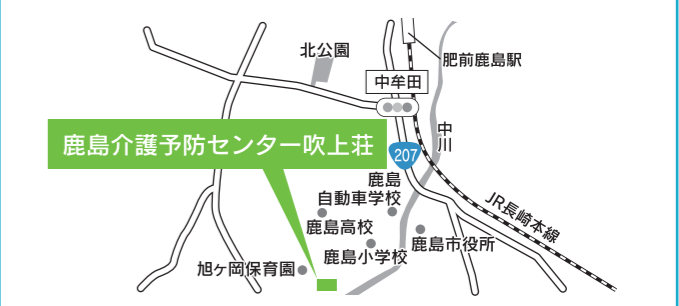 北公園
肥前鹿島駅
中牟田
中川
鹿島介護予防センター吹上荘
207
鹿島
自動車学校
JR長崎本線
鹿島高校
鹿島市役所
鹿島小学校
旭ヶ岡保育園